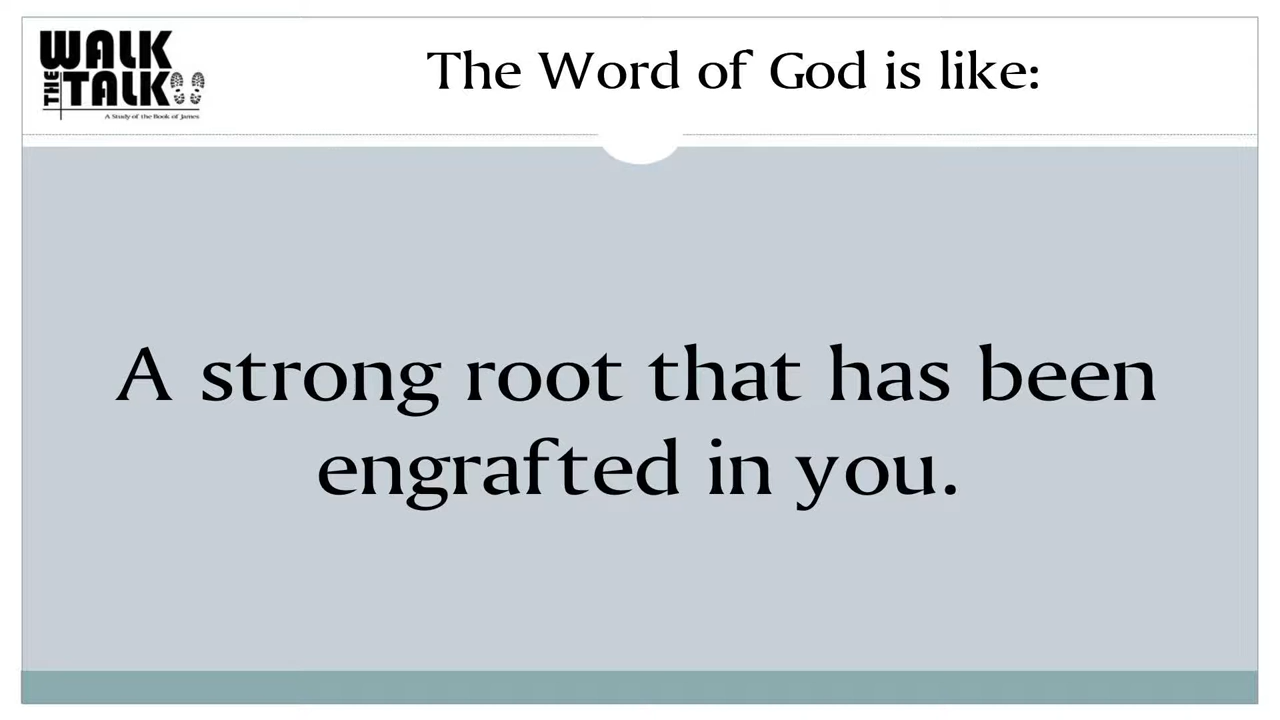 WALK
THE TALK
A Study of the Book of James
The Word of God is like:
A strong root that has been
engrafted in you.